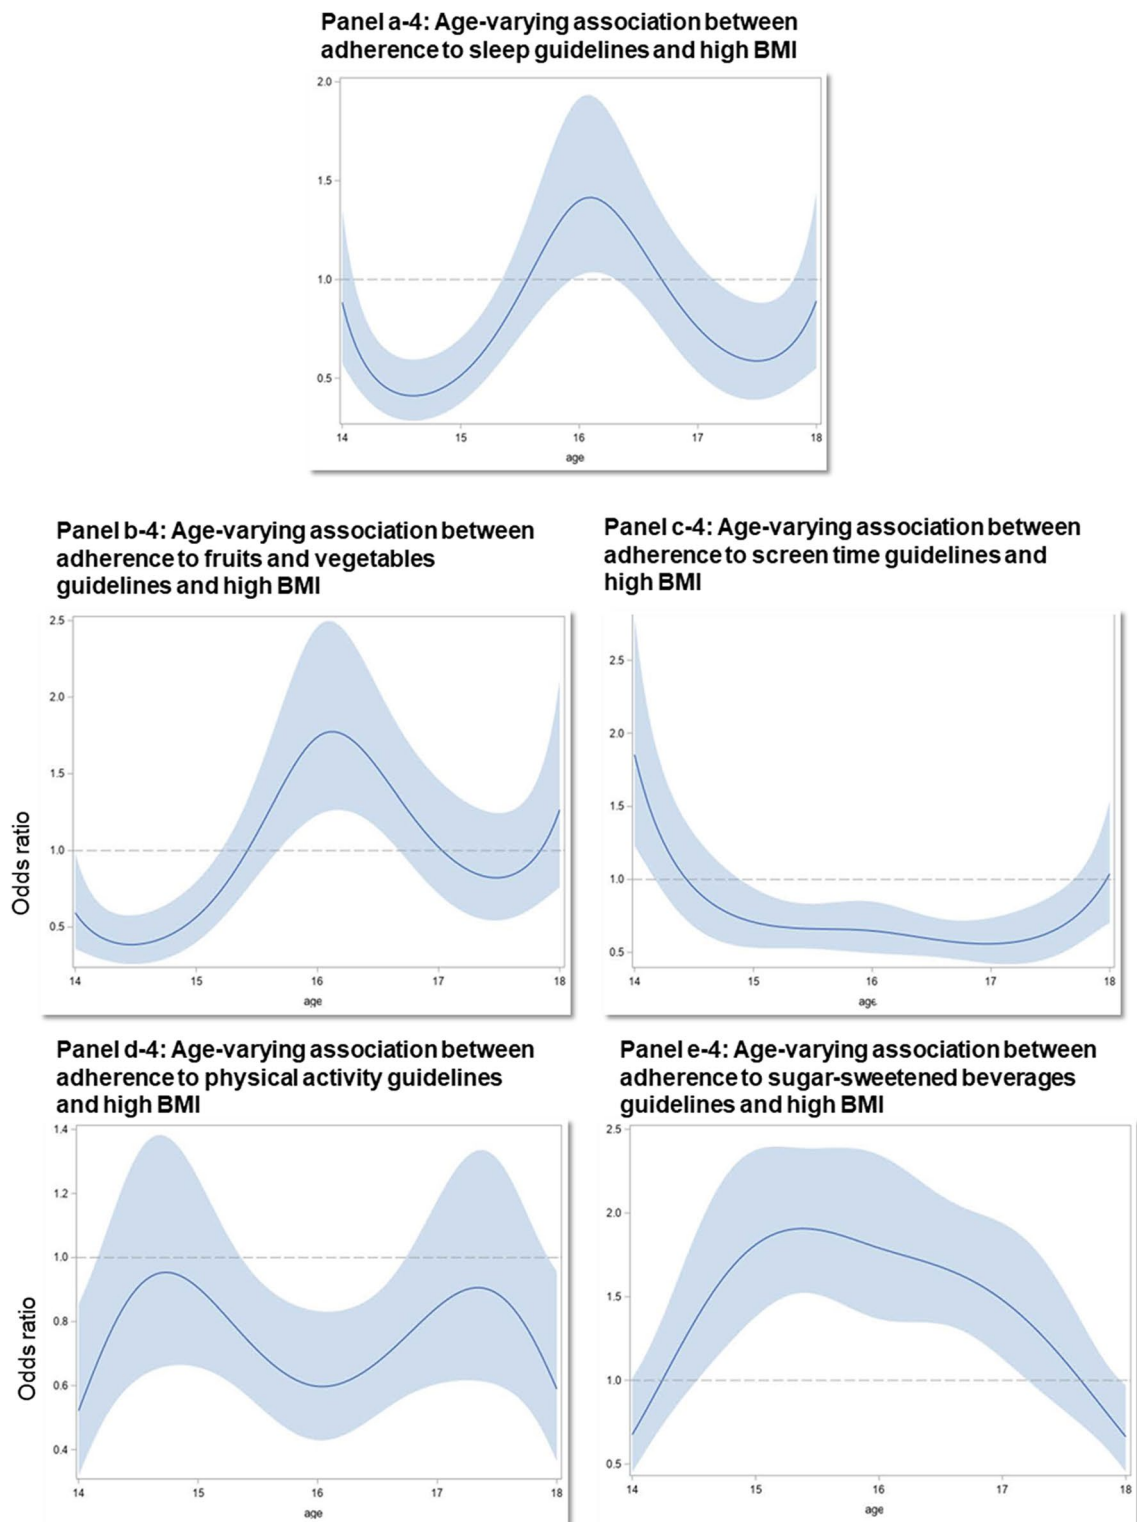 Panel a-4: Age-varying association between
adherence to sleep guidelines and high BMI
2.0
1.5
1.0
0.5
14 15 16 17 18
age
Panel b-4: Age-varying association between
adherence to fruits and vegetables
guidelines and high BMI
Panel c-4: Age-varying association between
adherence to screen time guidelines and
high BMI
Odds ratio
2.5
2.0
1.5
1.0
0.5
14 15 16 17 18
age
2.5
2.0
1.5
1.0
0.5
14 15 16 17 18
age
Panel d-4: Age-varying association between
adherence to physical activity guidelines
and high BMI
Panel e-4: Age-varying association between
adherence to sugar-sweetened beverages
guidelines and high BMI
Odds ratio
1.4
1.2
1.0
0.8
0.6
0.4
14 15 16 17 18
age
2.5
2.0
1.5
1.0
0.5
14 15 16 17 18
age